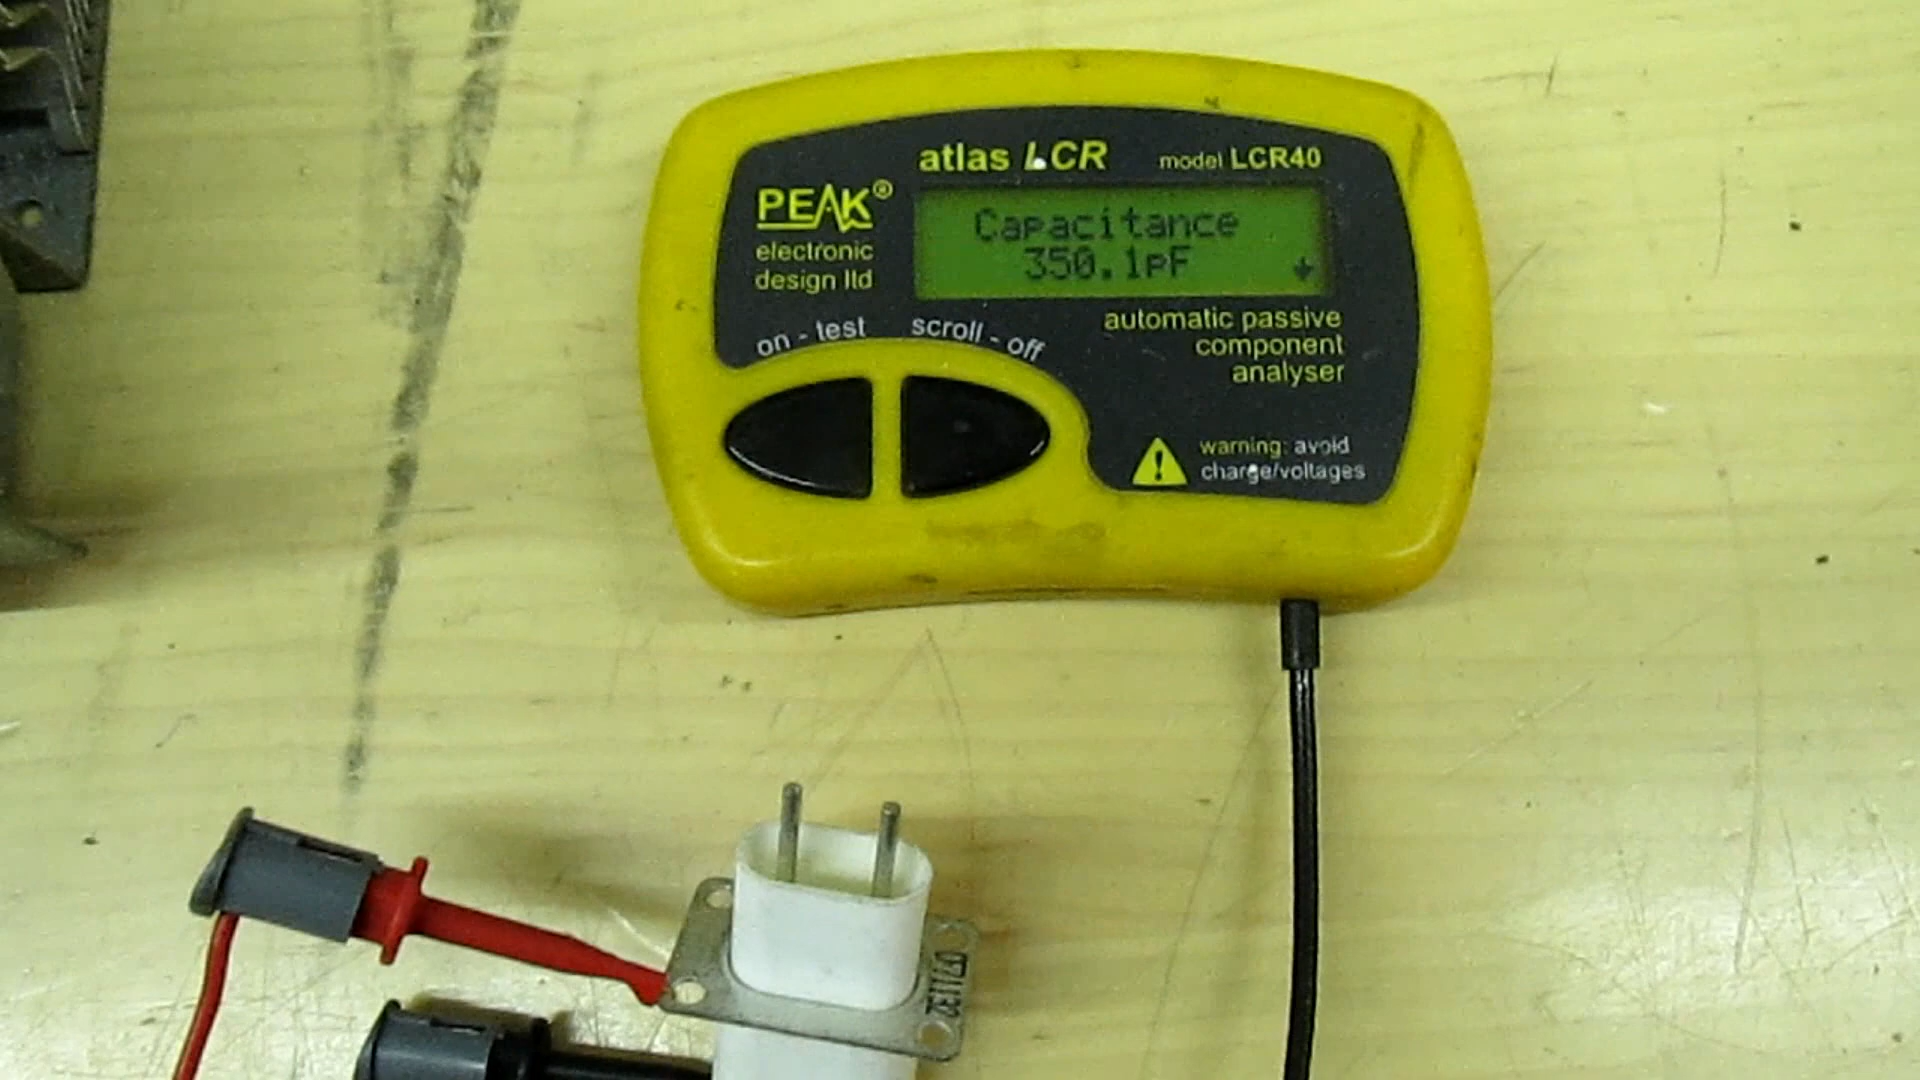 atlas LCR model LCR40
PEAK®
electronic
design ltd
Capacitance
350.1pF
on - test scroll - off
automatic passive
component
analyser
warning: avoid
charge/voltages